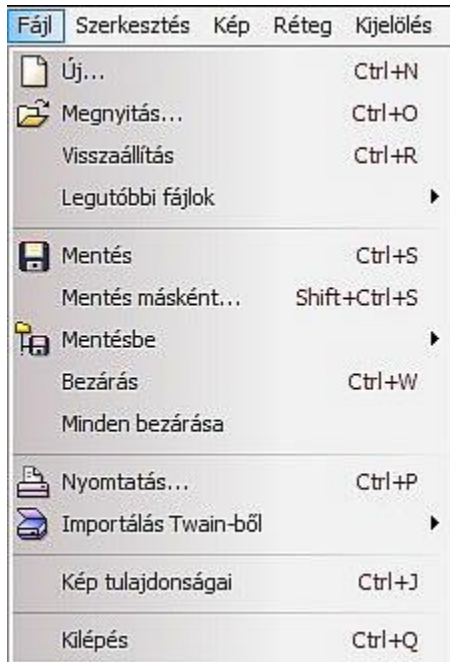 Fájl Szerkesztés Kép Réteg Kijelölés
Új... Ctrl+N
Megnyitás... Ctrl+O
Visszaállítás Ctrl+R
Legutóbbi fájlok
Mentés Ctrl+S
Mentés másként... Shift+Ctrl+S
Mentésbe
Bezárás Ctrl+W
Minden bezárása
Nyomtatás... Ctrl+P
Importálás Twain-ből
Kép tulajdonságai Ctrl+J
Kilépés Ctrl+Q